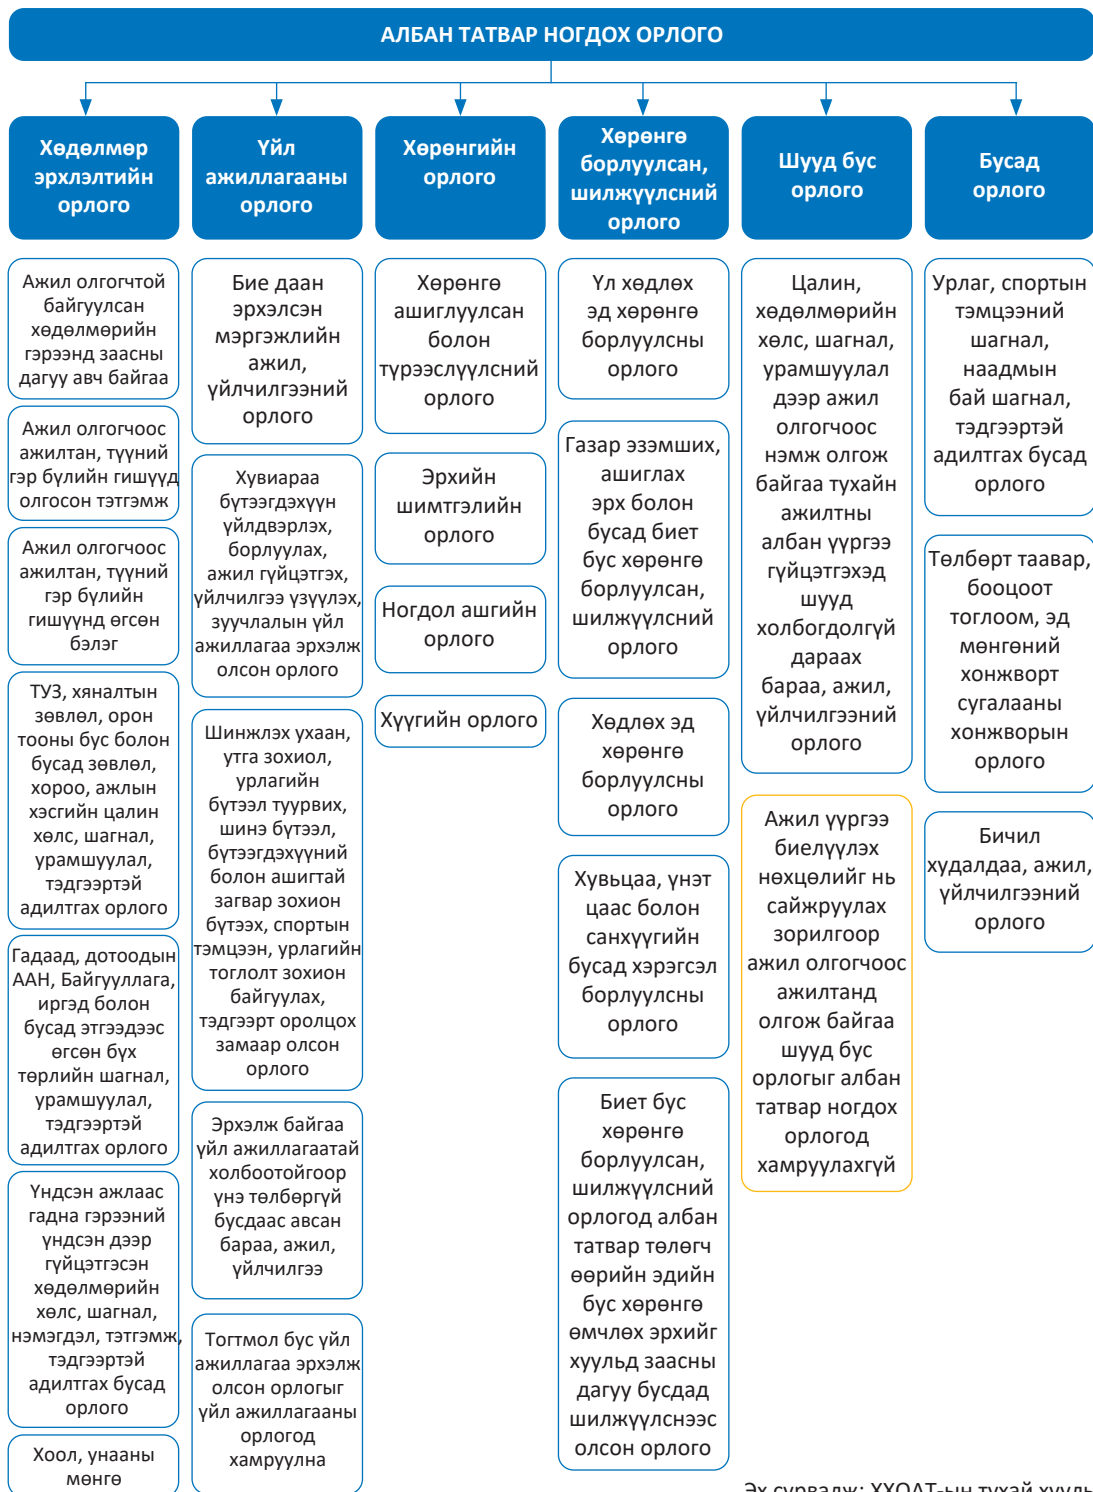 АЛБАН ТАТВАР НОГДОХ ОРЛОГО
Хөдөлмөр
эрхлэлтийн
орлого
Ажил олгогчтой
байгуулсан
хөдөлмөрийн
гэрээнд заасны
дагуу авч байгаа
Ажил олгогчоос
ажилтан, түүний
гэр бүлийн гишүүд
олгосон тэтгэмж
Ажил олгогчоос
ажилтан, түүний
гэр бүлийн
гишүүнд өгсөн
бэлэг
ТУЗ, хяналтын
зөвлөл, орон
тооны бус болон
бусад зөвлөл,
хороо, ажлын
хэсгийн цалин
хөлс, шагнал,
урамшуулал,
тэдгээртэй
адилтгах орлого
Гадаад, дотоодын
ААН, Байгууллага,
иргэд болон
бусад этгээдээс
өгсөн бүх
төрлийн шагнал,
урамшуулал,
тэдгээртэй
адилтгах орлого
Үндсэн ажлаас
гадна гэрээний
үндсэн дээр
гүйцэтгэсэн
хөдөлмөрийн
хөлс, шагнал,
нэмэгдэл, тэтгэмж,
тэдгээртэй
адилтгах бусад
орлого
Хоол, унааны
мөнгө
Үйл
ажиллагааны
орлого
Бие даан
эрхэлсэн
мэргэжлийн
ажил,
үйлчилгээний
орлого
Хувиараа
бүтээгдэхүүн
үйлдвэрлэх,
борлуулах,
ажил гүйцэтгэх,
үйлчилгээ үзүүлэх,
зуучлалын үйл
ажиллагаа эрхэлж
олсон орлого
Шинжлэх ухаан,
утга зохиол,
урлагийн
бүтээл туурвих,
шинэ бүтээл,
бүтээгдэхүүний
болон ашигтай
загвар зохион
бүтээх, спортын
тэмцээн, урлагийн
тоглолт зохион
байгуулах,
тэдгээрт оролцох
замаар олсон
орлого
Эрхэлж байгаа
үйл ажиллагаатай
холбоотойгоор
үнэ төлбөргүй
бусдаас авсан
бараа, ажил,
үйлчилгээ
Тогтмол бус үйл
ажиллагаа эрхэлж
олсон орлогыг
үйл ажиллагааны
орлогод
хамруулна
Хөрөнгийн
орлого
Хөрөнгө
ашиглуулсан
болон
түрээслүүлсний
орлого
Эрхийн
шимтгэлийн
орлого
Ногдол ашгийн
орлого
Хүүгийн орлого
Хөрөнгө
борлуулсан,
шилжүүлсний
орлого
Үл хөдлөх
эд хөрөнгө
борлуулсны
орлого
Газар эзэмших,
ашиглах
эрх болон
бусад биет
бус хөрөнгө
борлуулсан,
шилжүүлсний
орлого
Хөдлөх эд
хөрөнгө
борлуулсны
орлого
Хувьцаа, үнэт
цаас болон
санхүүгийн
бусад хэрэгсэл
борлуулсны
орлого
Биет бус
хөрөнгө
борлуулсан,
шилжүүлсний
орлогод албан
татвар төлөгч
өөрийн эдийн
бус хөрөнгө
өмчлөх эрхийг
хуульд заасны
дагуу бусдад
шилжүүлснээс
олсон орлого
Шууд бус
орлого
Цалин,
хөдөлмөрийн
хөлс, шагнал,
урамшуулал
дээр ажил
олгогчоос
нэмж олгож
байгаа тухайн
ажилтны
албан үүргээ
гүйцэтгэхэд
шууд
холбогдолгүй
дараах
бараа, ажил,
үйлчилгээний
орлого
Ажил үүргээ
биелүүлэх
нөхцөлийг нь
сайжруулах
зорилгоор
ажил олгогчоос
ажилтанд
олгож байгаа
шууд бус
орлогыг албан
татвар ногдох
орлогод
хамруулахгүй
Бусад
орлого
Урлаг, спортын
тэмцээний
шагнал,
наадмын
бай шагнал,
тэдгээртэй
адилтгах бусад
орлого
Төлбөрт таавар,
бооцоот
тоглоом, эд
мөнгөний
хонжворт
сугалааны
хонжворын
орлого
Бичил
худалдаа, ажил,
үйлчилгээний
орлого
Эх сурвалж: ХХОАТ-ын тухай хууль